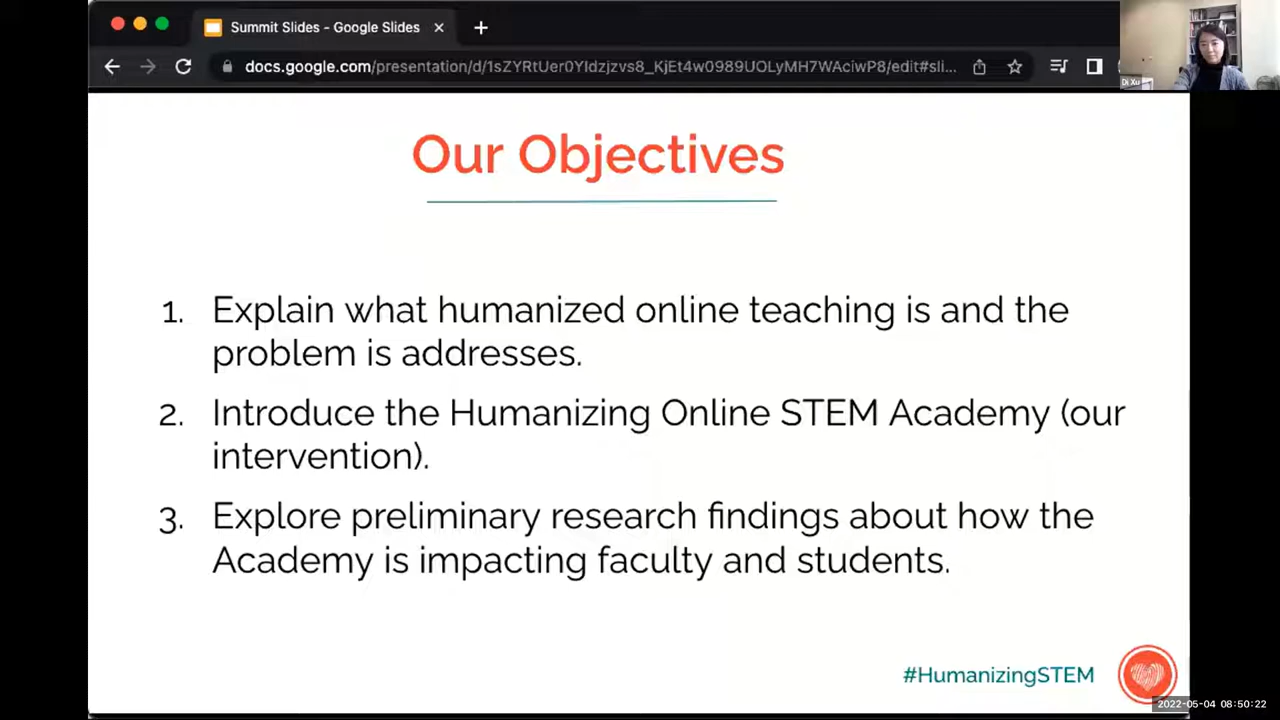 Summit Slides - Google Slides
docs.google.com/presentation/d/1sZYRtUer0YIdzjzvs8_KjEt4w0989UOLyMH7WAciwP8/edit#sli...
Di Xu
Our Objectives
1. Explain what humanized online teaching is and the
problem is addresses.
2. Introduce the Humanizing Online STEM Academy (our
intervention).
3. Explore preliminary research findings about how the
Academy is impacting faculty and students.
#HumanizingSTEM
2022-05-04 08:50:22